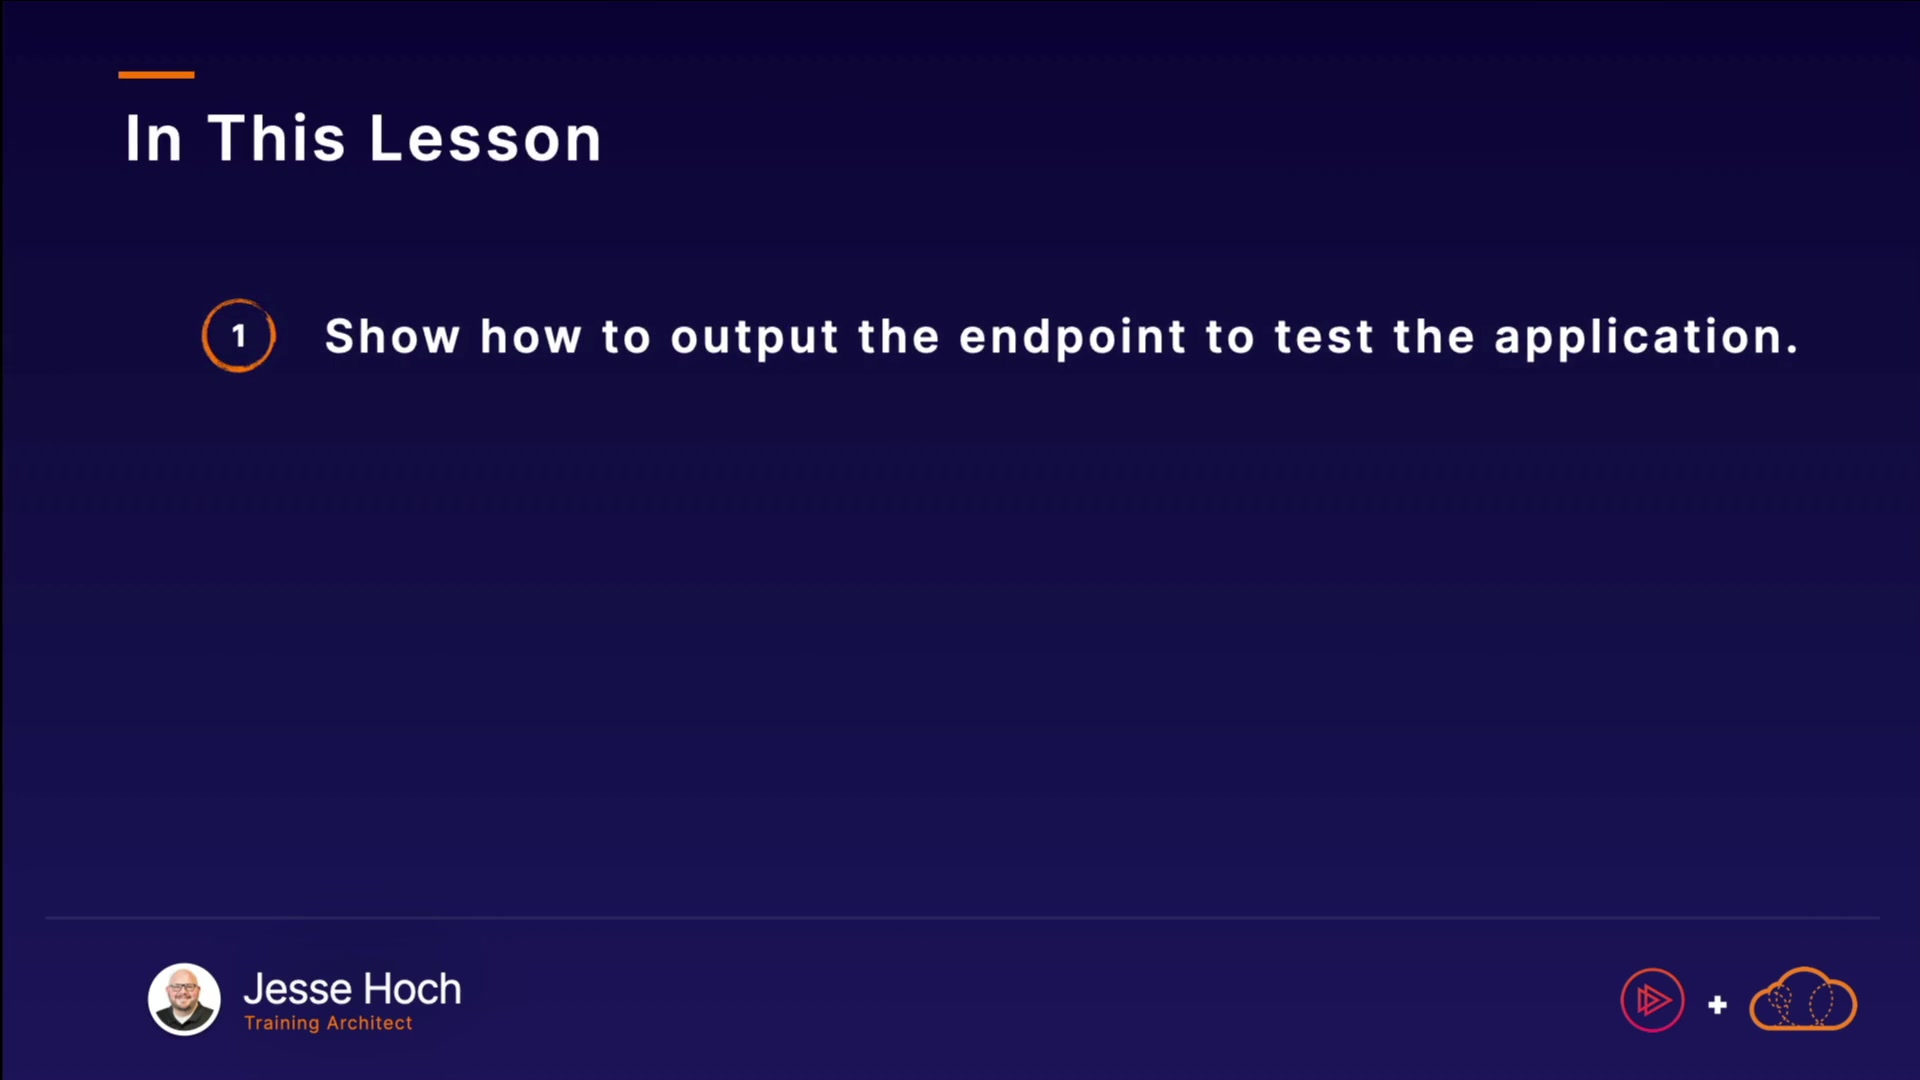 In This Lesson
1
Show how to output the endpoint to test the application.
Jesse Hoch
Training Architect
+